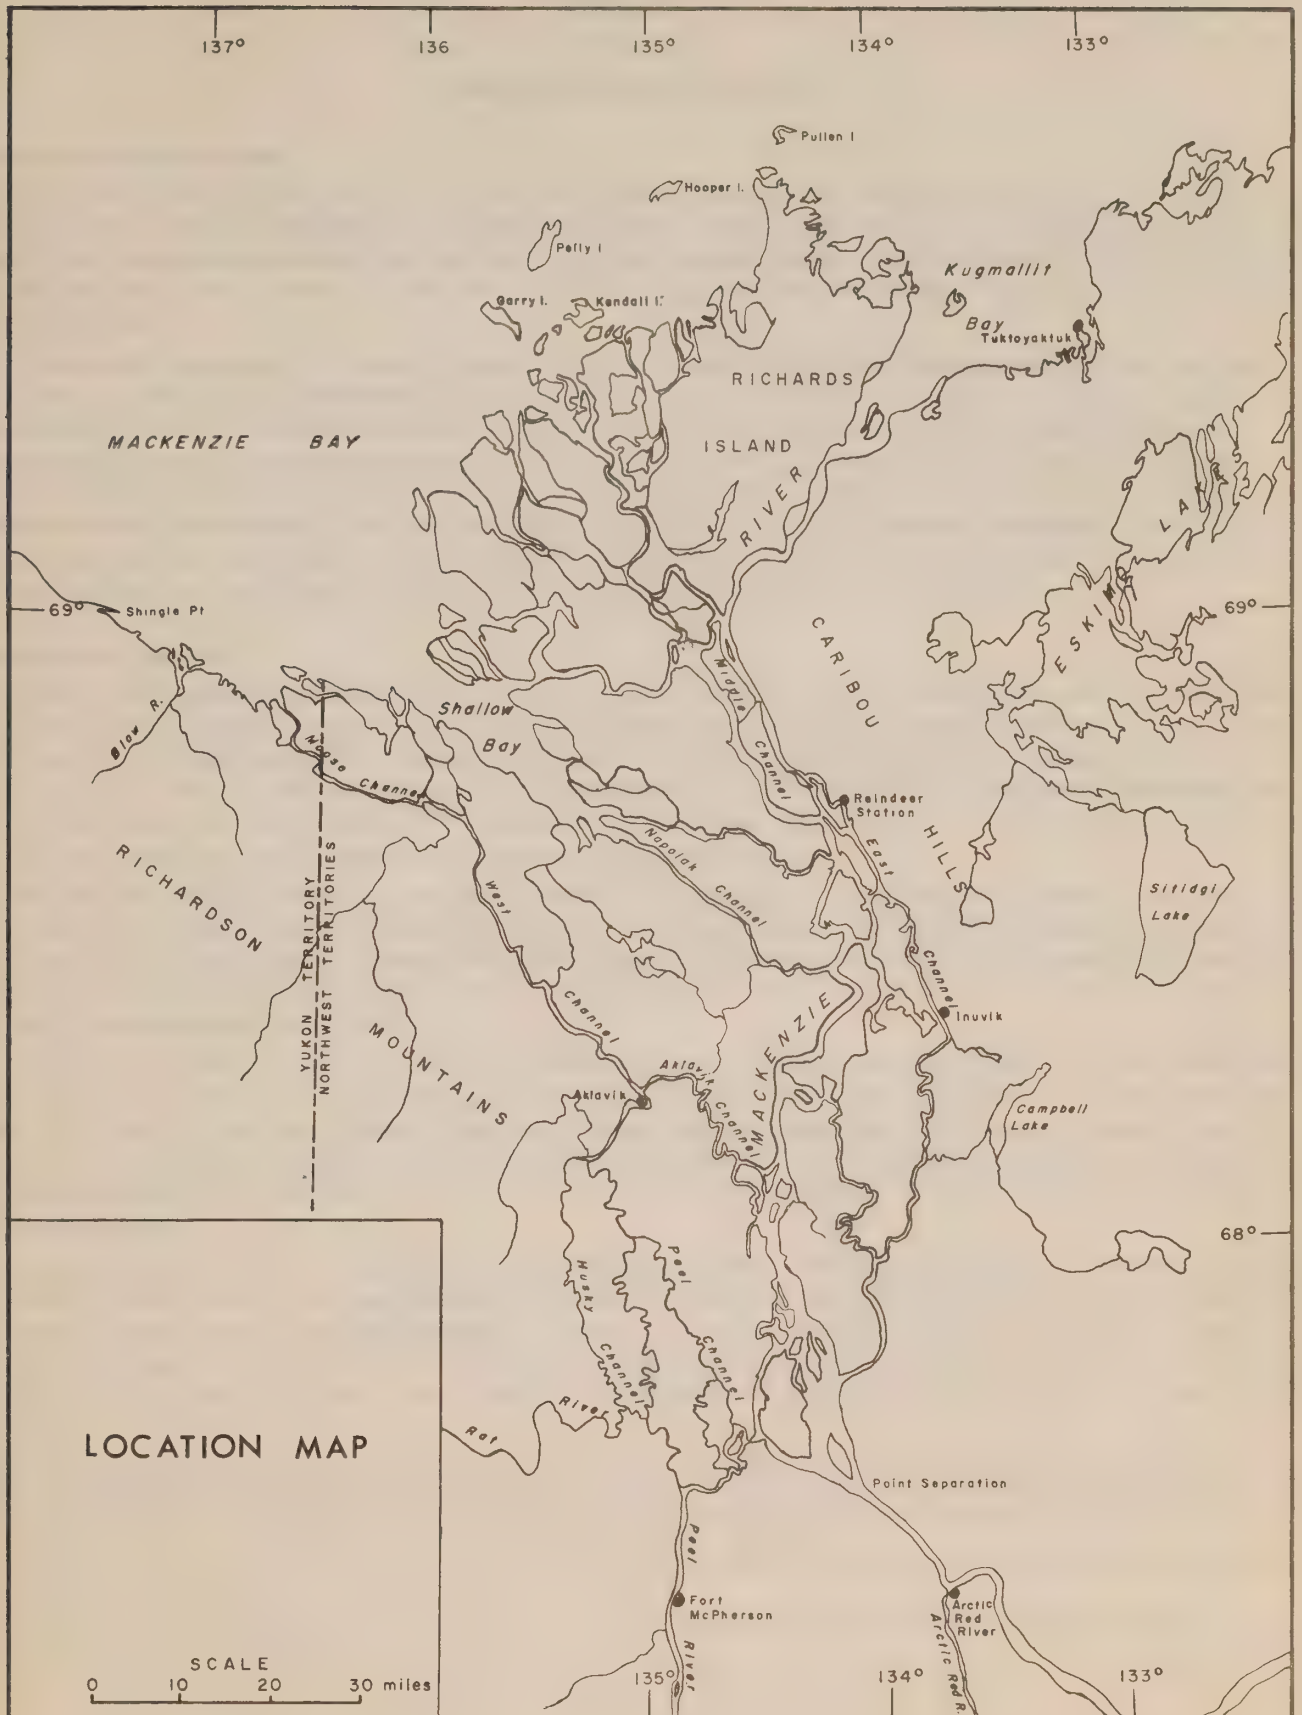 137° 136 135° 134° 133°
Pullen I
Hooper I.
Pelly I
Kugmallit
Garry I. Kendall I.
Bay
Tuktoyaktuk
RICHARDS
MACKENZIE BAY
ISLAND
RIVER
LAKE
69° Shingle Pt
69°
ESKIMO
CARIBOU
Middle
Shallow
Blow R.
Bay
Moose Channel
Channel
Reindeer
Station
RICHARDSON
East
HILLS
Napoiak Channel
YUKON TERRITORY
NORTHWEST TERRITORIES
West
Sitidgi
Lake
Channel
Channel
MACKENZIE
Inuvik
MOUNTAINS
Aklavik
Aklavik
Channel
Campbell
Lake
68°
Peel
Husky
Channel
Channel
River
Rat
LOCATION MAP
Point Separation
Peel
Fort
McPherson
Arctic
Red
River
Arctic Red R.
River
SCALE
0 10 20 30 miles
135° 134° 133°